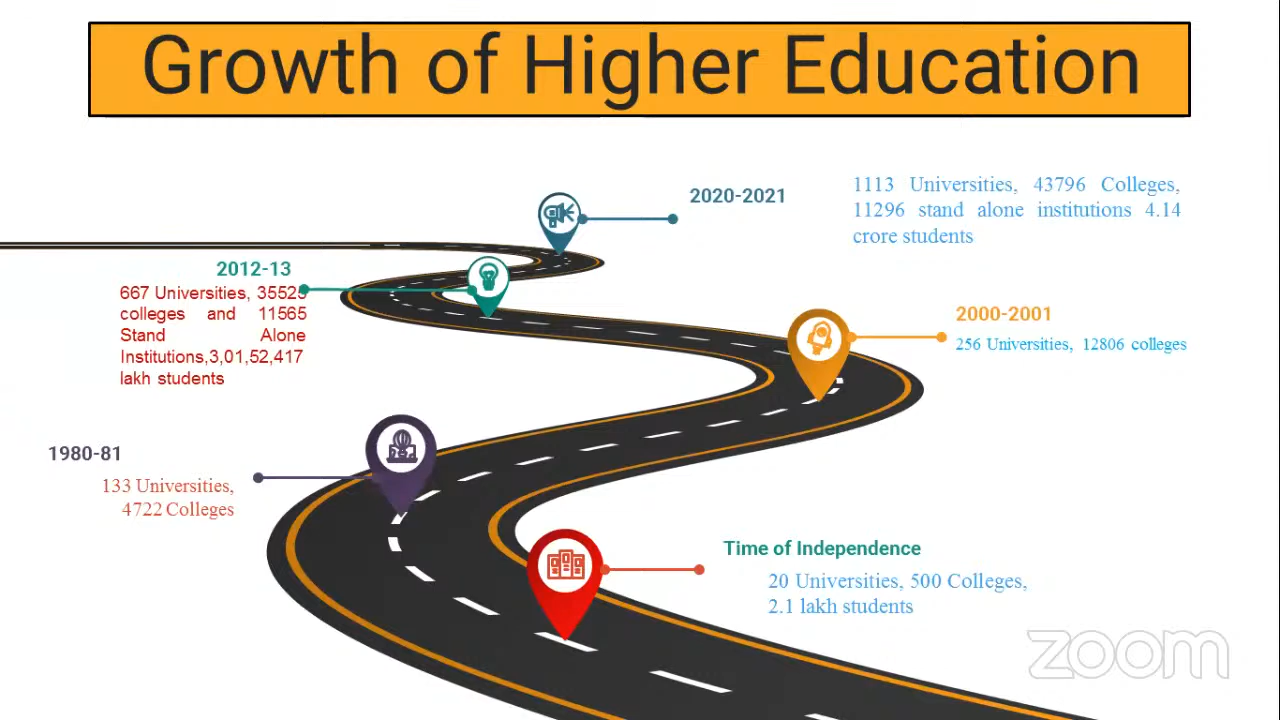 Growth of Higher Education
2020-2021
1113 Universities, 43796 Colleges,
11296 stand alone institutions 4.14
crore students
2012-13
667 Universities, 35525
colleges and 11565
Stand Alone
Institutions,3,01,52,417
lakh students
2000-2001
256 Universities, 12806 colleges
1980-81
133 Universities,
4722 Colleges
Time of Independence
20 Universities, 500 Colleges,
2.1 lakh students
zoom